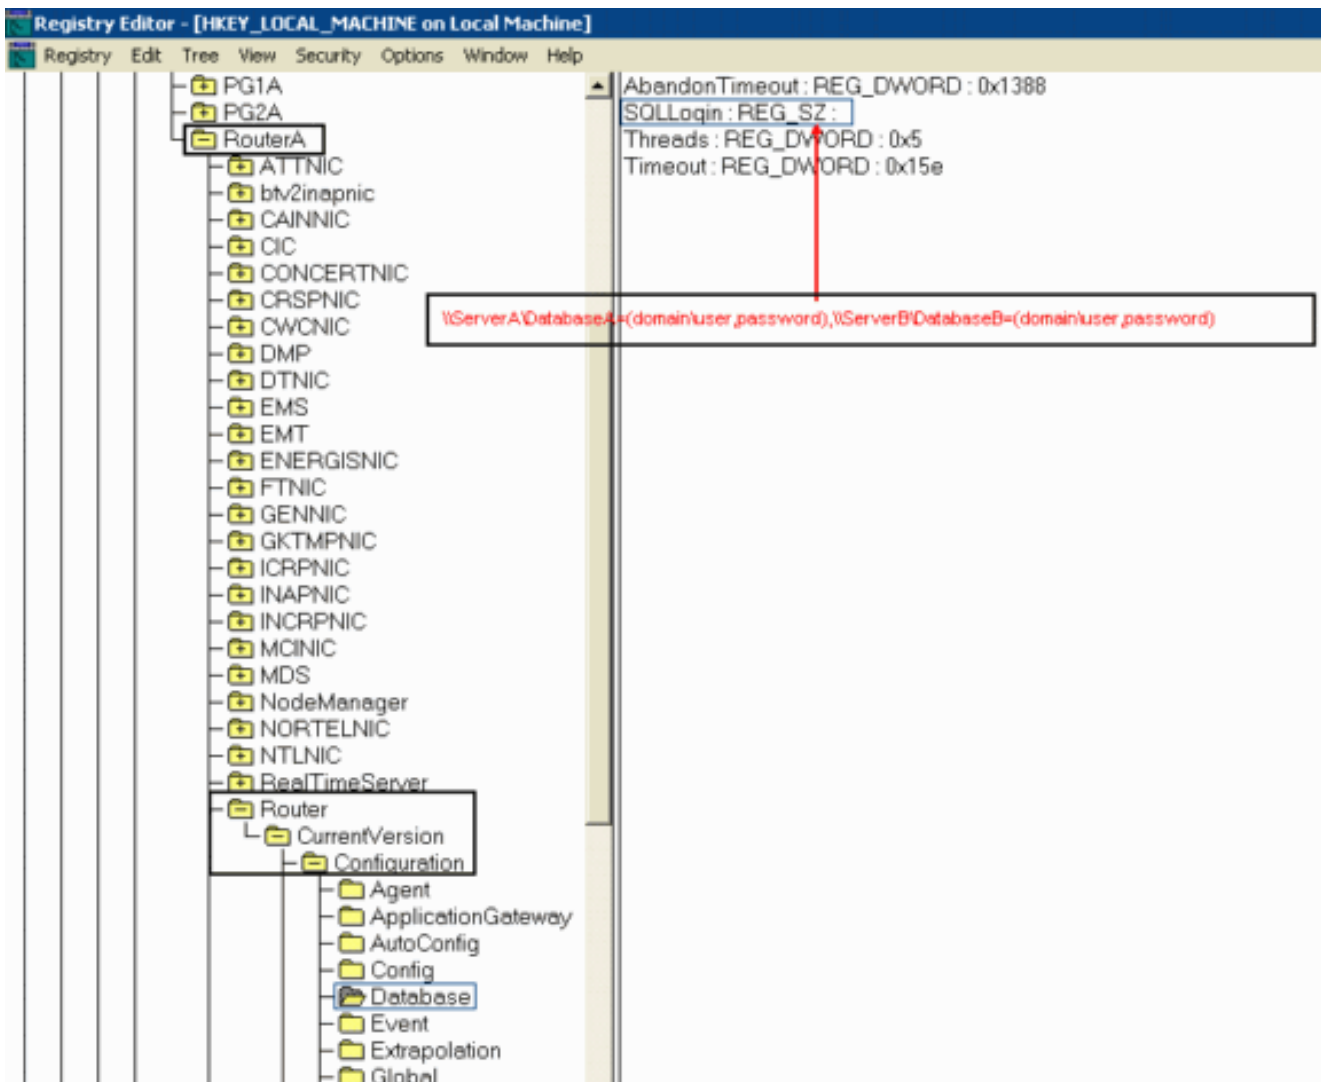 Registry Editor - [HKEY_LOCAL_MACHINE on Local Machine]
Registry Edit Tree View Security Options Window Help
PG1A
PG2A
RouterA
ATTNIC
btv2inapnic
CAINNIC
CIC
CONCERTNIC
CRSPNIC
CWCNIC
DMP
DTNIC
EMS
EMT
ENERGISNIC
FTNIC
GENNIC
GKTMPNIC
ICRPNIC
INAPNIC
INCRPNIC
MCINIC
MDS
NodeManager
NORTELNIC
NTLNIC
RealTimeServer
Router
CurrentVersion
Configuration
Agent
ApplicationGateway
AutoConfig
Config
Database
Event
Extrapolation
Global
AbandonTimeout : REG_DWORD : 0x1388
SQLLogin : REG_SZ :
Threads : REG_DWORD : 0x5
Timeout : REG_DWORD : 0x15e
\\ServerA\DatabaseA=(domain\user,password),\\ServerB\DatabaseB=(domain\user,password)